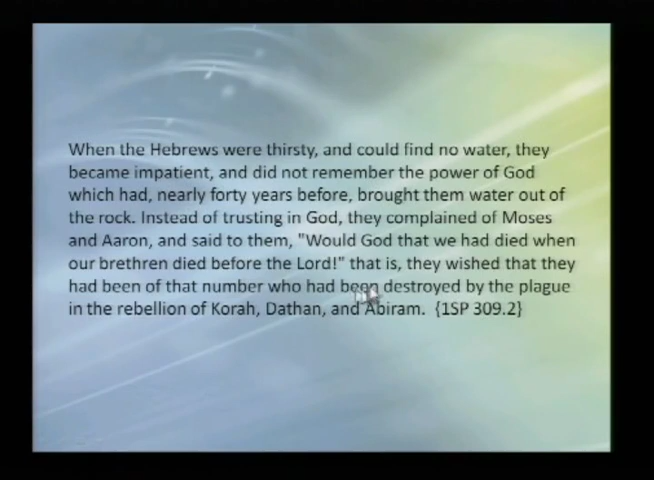 When the Hebrews were thirsty, and could find no water, they
became impatient, and did not remember the power of God
which had, nearly forty years before, brought them water out of
the rock. Instead of trusting in God, they complained of Moses
and Aaron, and said to them, "Would God that we had died when
our brethren died before the Lord!" that is, they wished that they
had been of that number who had been destroyed by the plague
in the rebellion of Korah, Dathan, and Abiram. {1SP 309.2}